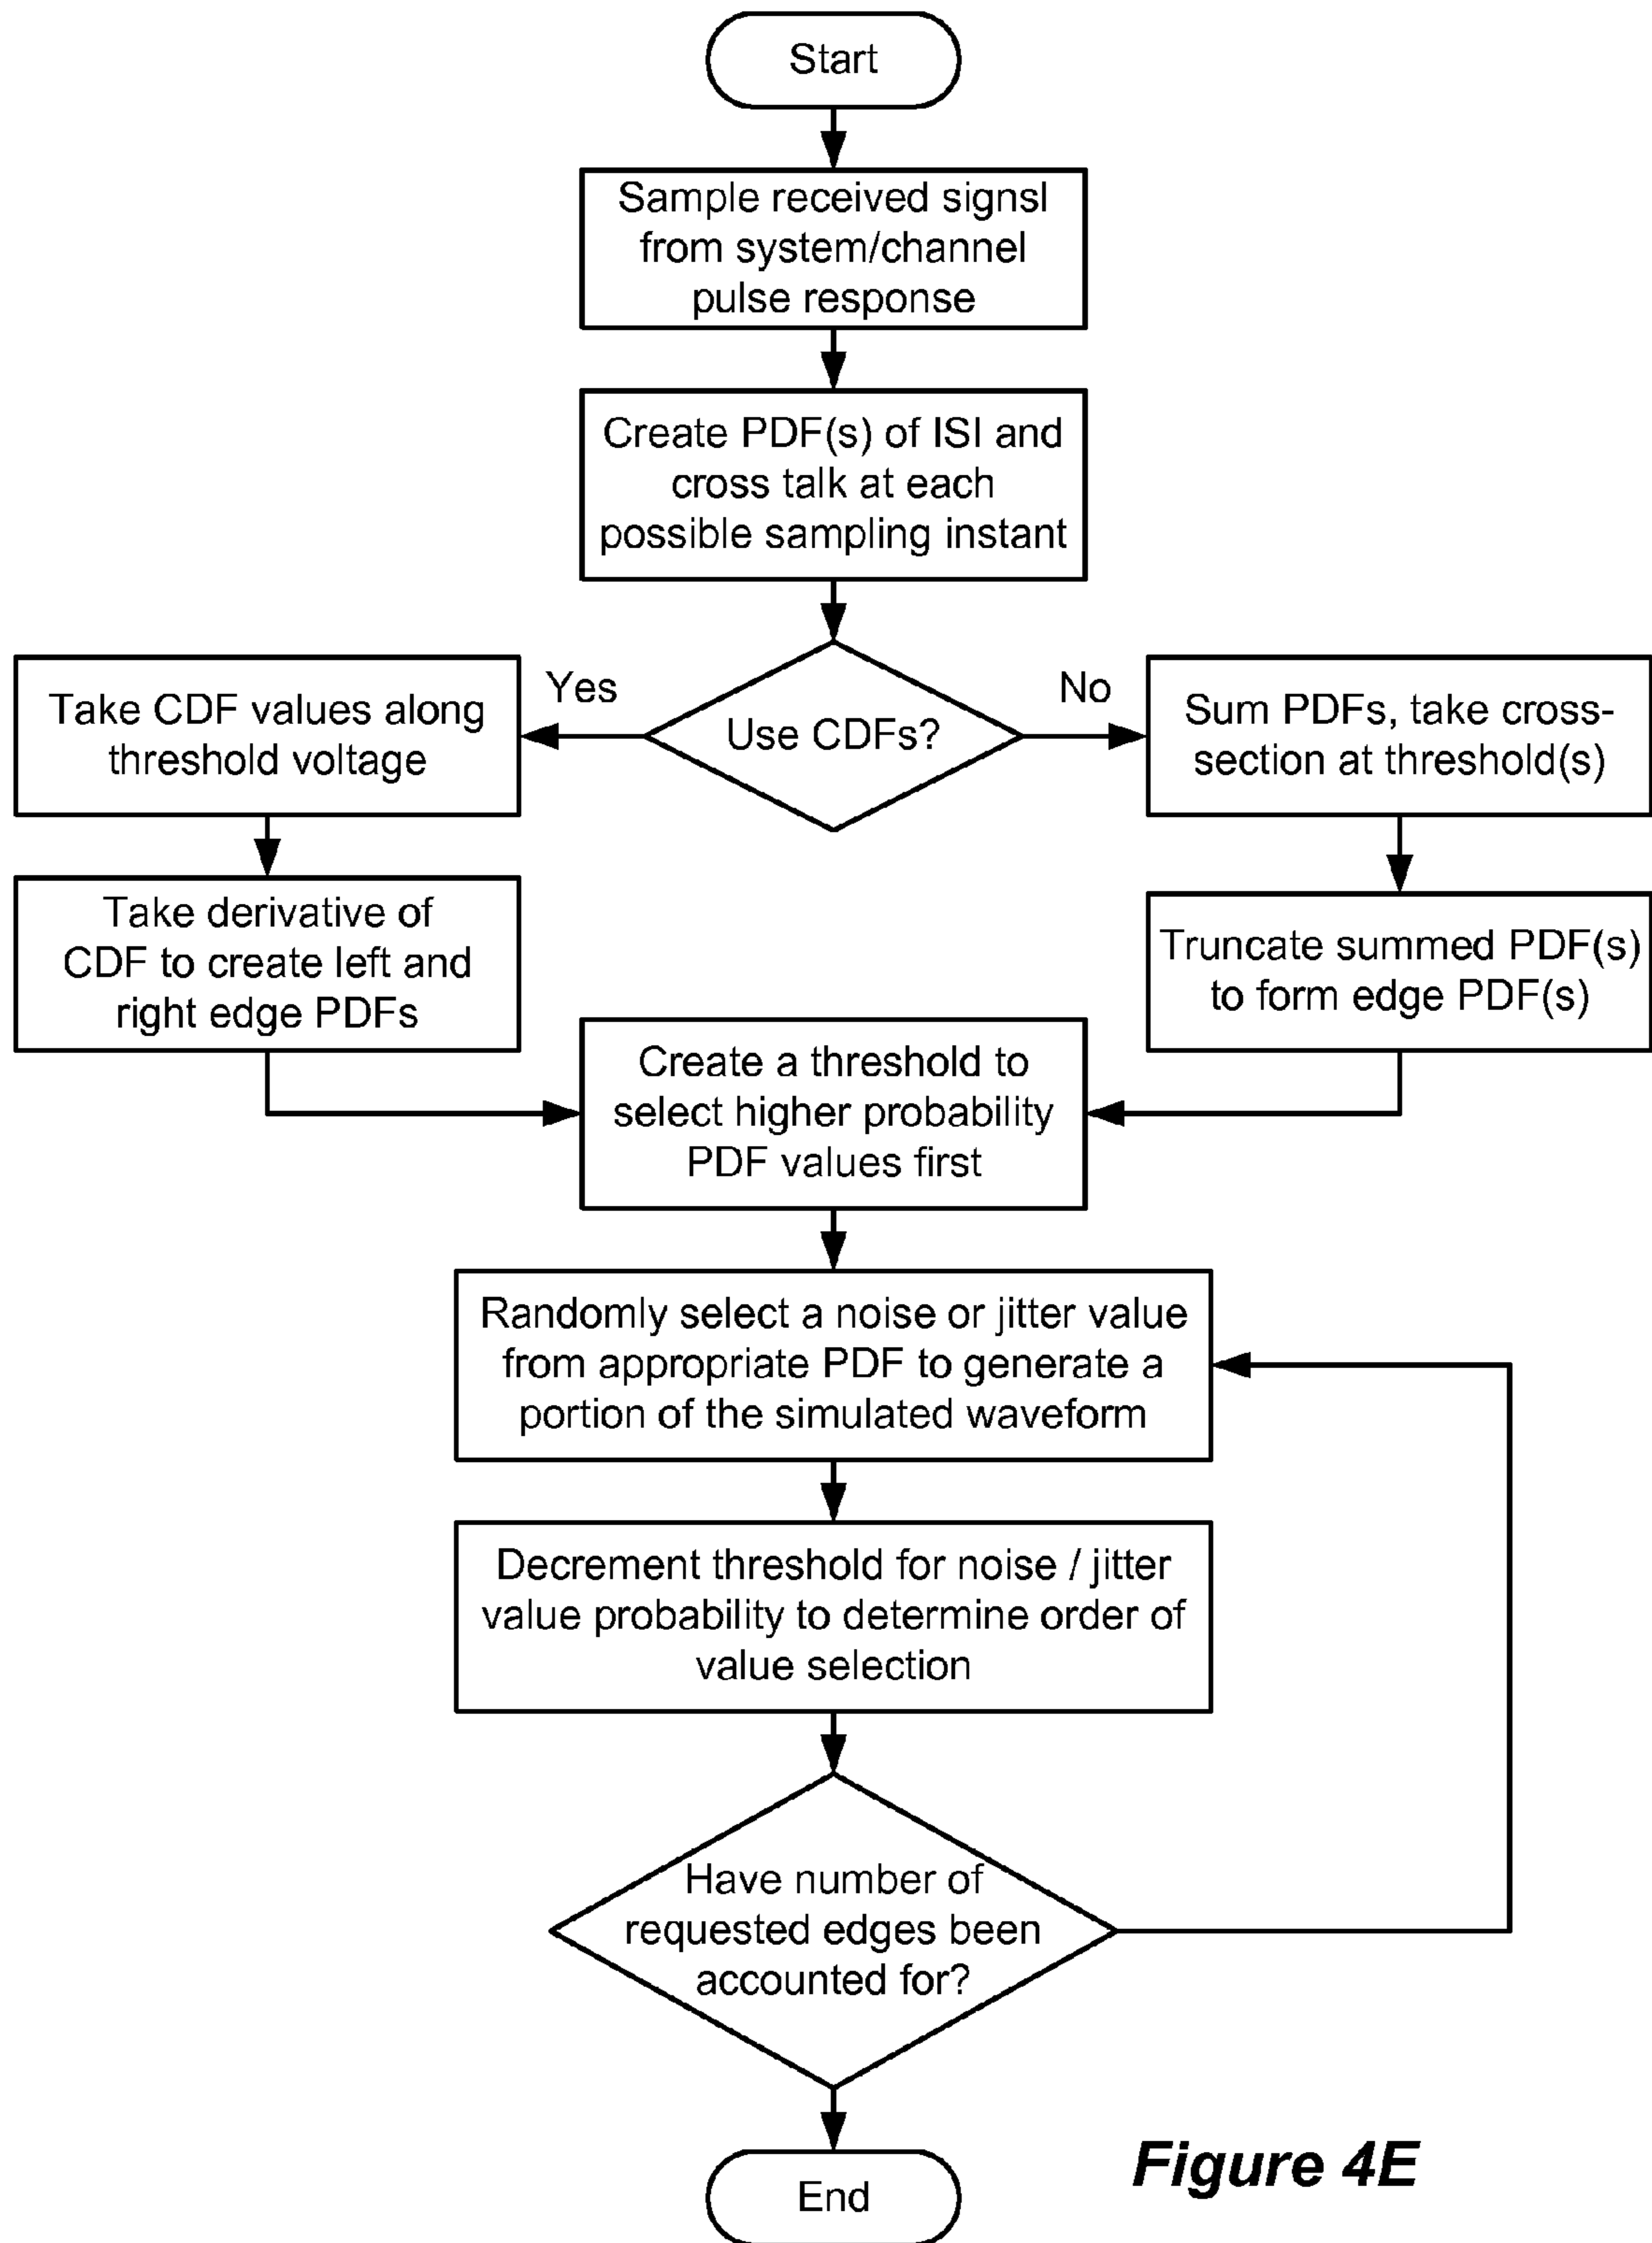 Start
Sample received signsl
from system/channel
pulse response
Create PDF(s) of ISI and
cross talk at each
possible sampling instant
Use CDFs?
Yes
No
Take CDF values along
threshold voltage
Sum PDFs, take cross-
section at threshold(s)
Take derivative of
CDF to create left and
right edge PDFs
Truncate summed PDF(s)
to form edge PDF(s)
Create a threshold to
select higher probability
PDF values first
Randomly select a noise or jitter value
from appropriate PDF to generate a
portion of the simulated waveform
Decrement threshold for noise / jitter
value probability to determine order of
value selection
Have number of
requested edges been
accounted for?
End
Figure 4E